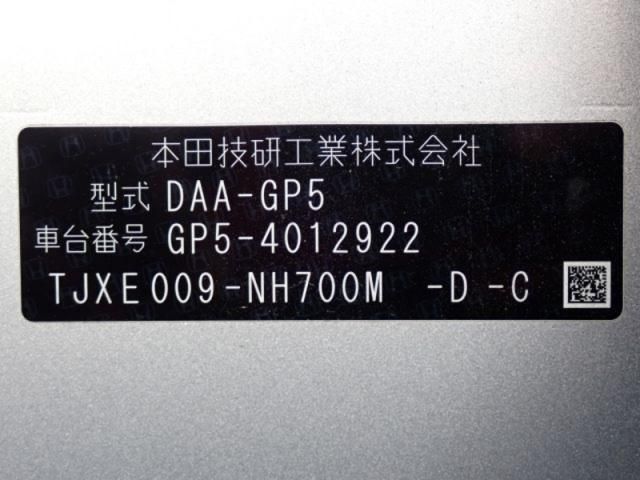 本田技研工業株式会社
型式 DAA-GP5
車台番号 GP5-4012922
TJXE009-NH700M -D-C